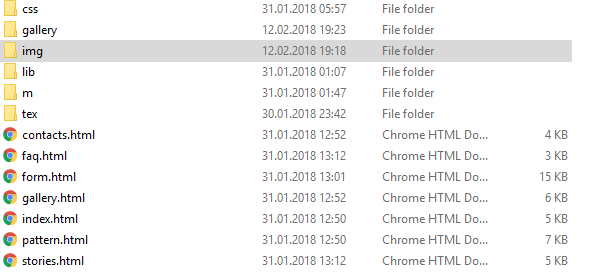 css 31.01.2018 05:57 File folder
gallery 12.02.2018 19:23 File folder
img 12.02.2018 19:18 File folder
lib 31.01.2018 01:07 File folder
m 31.01.2018 01:47 File folder
tex 30.01.2018 23:42 File folder
contacts.html 31.01.2018 12:52 Chrome HTML Do... 4 KB
faq.html 31.01.2018 13:12 Chrome HTML Do... 3 KB
form.html 31.01.2018 13:01 Chrome HTML Do... 15 KB
gallery.html 31.01.2018 12:52 Chrome HTML Do... 6 KB
index.html 31.01.2018 12:50 Chrome HTML Do... 5 KB
pattern.html 31.01.2018 12:50 Chrome HTML Do... 7 KB
stories.html 31.01.2018 13:12 Chrome HTML Do... 5 KB